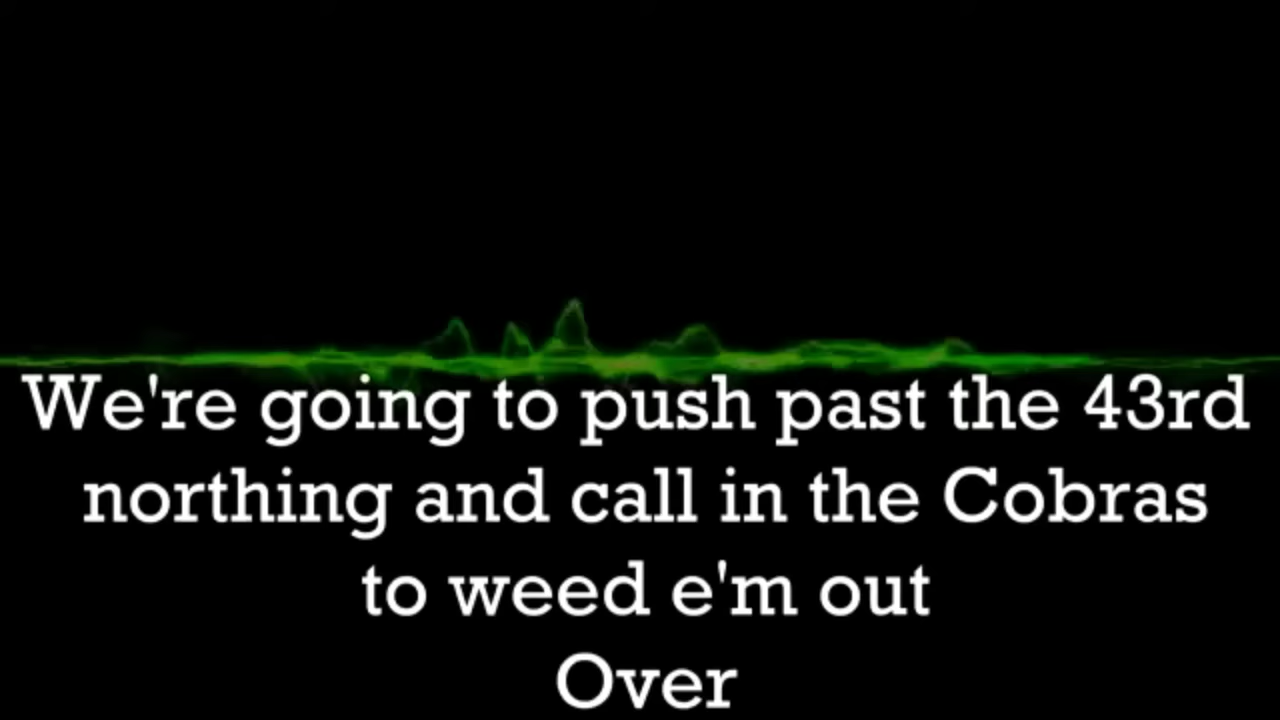 We're going to push past the 43rd
northing and call in the Cobras
to weed e'm out
Over